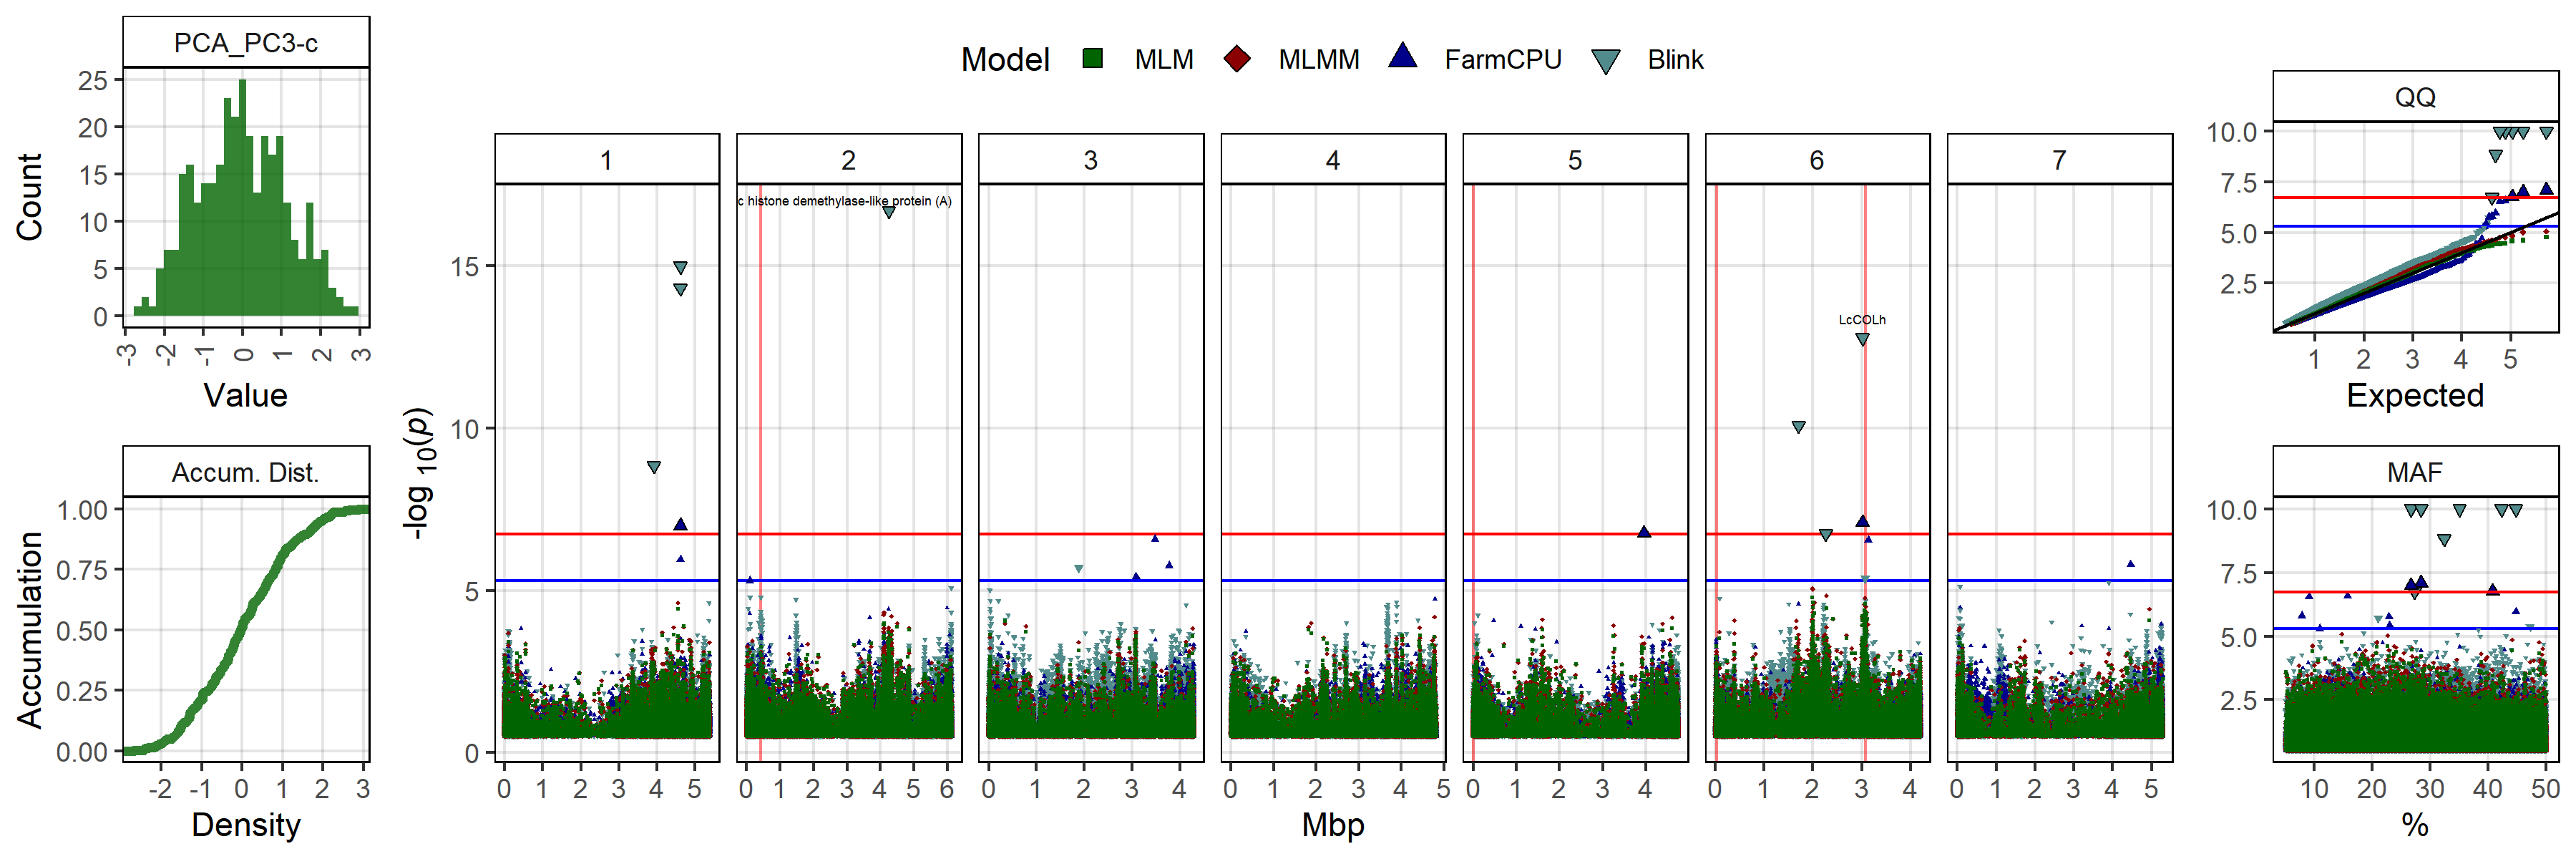 PCA_PC3-c
Count
25
20
15
10
5
0
-3
-2
-1
0
1
2
3
Value
Accum. Dist.
Accumulation
1.00
0.75
0.50
0.25
0.00
-2 -1 0 1 2 3
Density
Model MLM MLMM FarmCPU Blink
-log 10(p)
15
10
5
0
1 2 3 4 5 6 7
c histone demethylase-like protein (A)
LcCOLh
0 1 2 3 4 5
0 1 2 3 4 5 6
0 1 2 3 4
0 1 2 3 4 5
0 1 2 3 4
0 1 2 3 4
0 1 2 3 4 5
Mbp
QQ
10.0
7.5
5.0
2.5
1 2 3 4 5
Expected
MAF
10.0
7.5
5.0
2.5
10 20 30 40 50
%